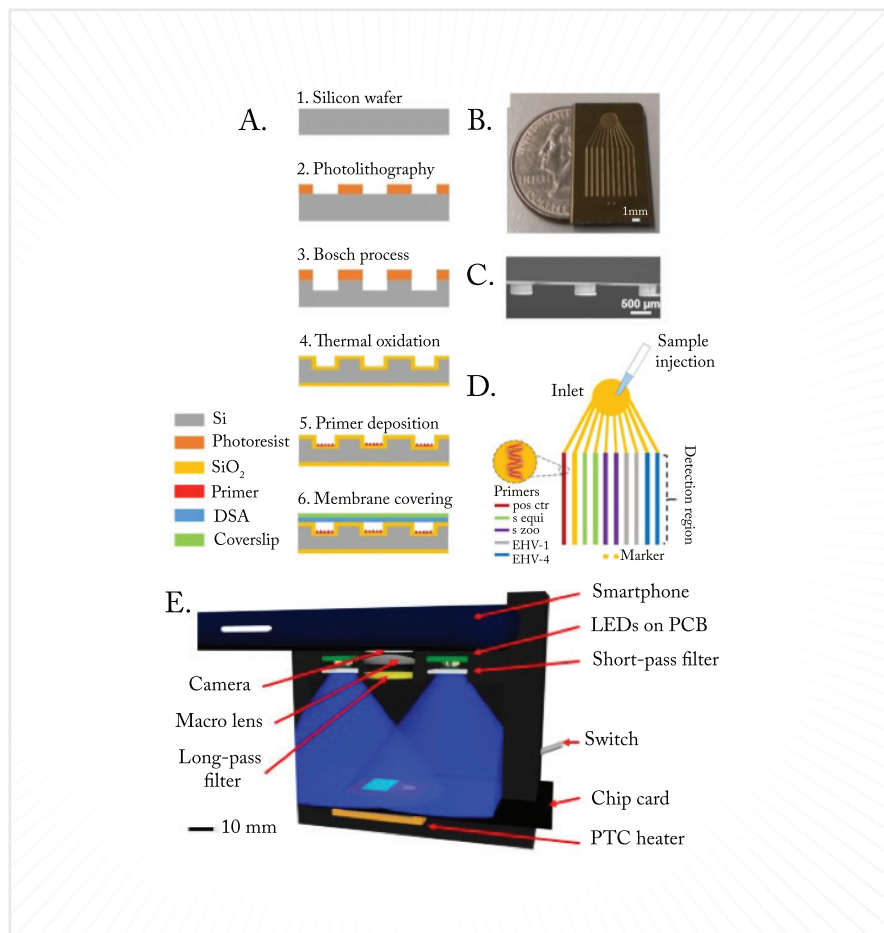 A.
1. Silicon wafer
2. Photolithography
3. Bosch process
4. Thermal oxidation
5. Primer deposition
6. Membrane covering
Si
Photoresist
SiO₂
Primer
DSA
Coverslip
B.
1mm
C.
500 μm
D.
Sample
injection
Inlet
Primers
pos ctr
s equi
s zoo
EHV-1
EHV-4
Marker
Detection region
E.
Smartphone
LEDs on PCB
Short-pass filter
Camera
Macro lens
Long-pass
filter
Switch
Chip card
PTC heater
10 mm